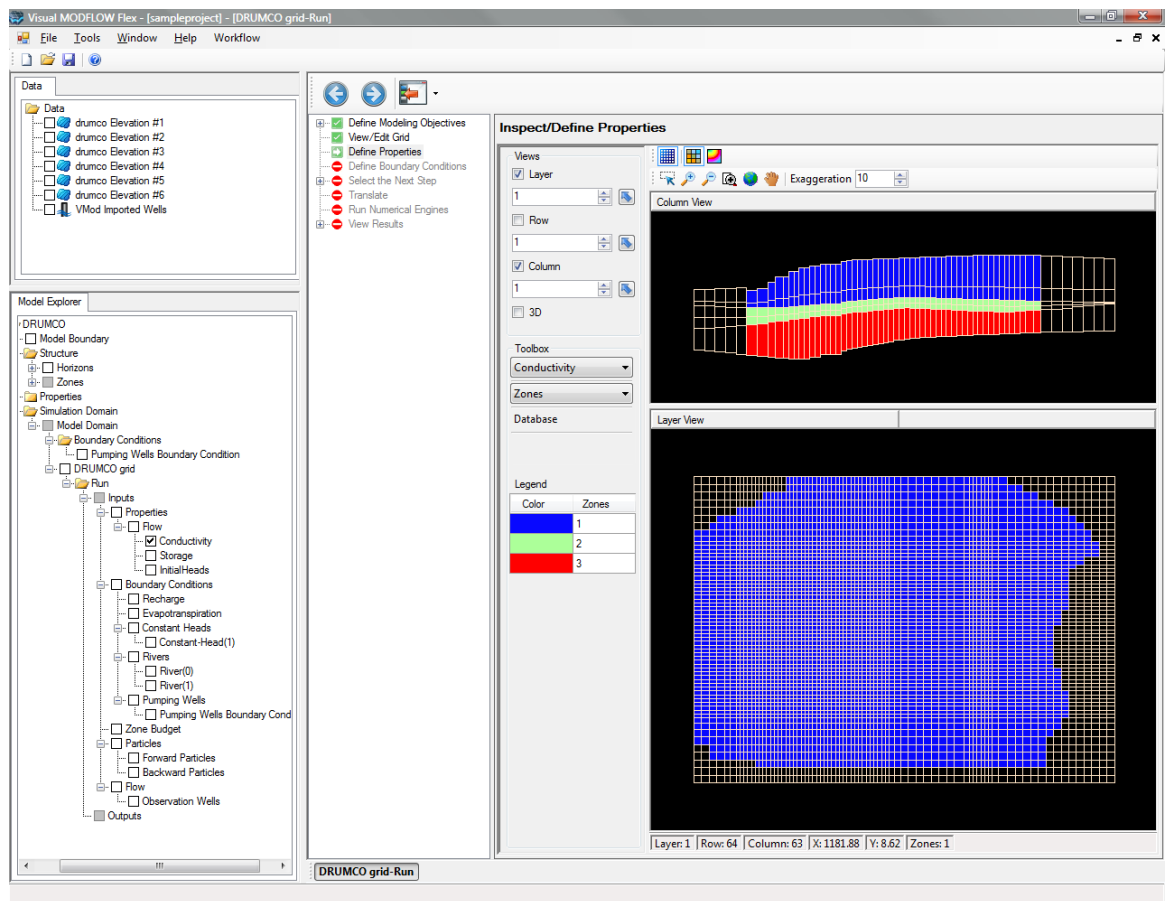 Visual MODFLOW Flex - [sampleproject] - [DRUMCO grid-Run]
File Tools Window Help Workflow
Data
Data
drumco Elevation #1
drumco Elevation #2
drumco Elevation #3
drumco Elevation #4
drumco Elevation #5
drumco Elevation #6
VMod Imported Wells
Model Explorer
DRUMCO
Model Boundary
Structure
Horizons
Zones
Properties
Simulation Domain
Model Domain
Boundary Conditions
Pumping Wells Boundary Condition
DRUMCO grid
Run
Inputs
Properties
Flow
Conductivity
Storage
InitialHeads
Boundary Conditions
Recharge
Evapotranspiration
Constant Heads
Constant-Head(1)
Rivers
River(0)
River(1)
Pumping Wells
Pumping Wells Boundary Cond
Zone Budget
Particles
Forward Particles
Backward Particles
Flow
Observation Wells
Outputs
Define Modeling Objectives
View/Edit Grid
Define Properties
Define Boundary Conditions
Select the Next Step
Translate
Run Numerical Engines
View Results
Inspect/Define Properties
Views
Layer
1
Row
1
Column
1
3D
Toolbox
Conductivity
Zones
Database
Legend
Color Zones
1
2
3
Exaggeration 10
Column View
Layer View
Layer: 1 Row: 64 Column: 63 X: 1181.88 Y: 8.62 Zones: 1
DRUMCO grid-Run